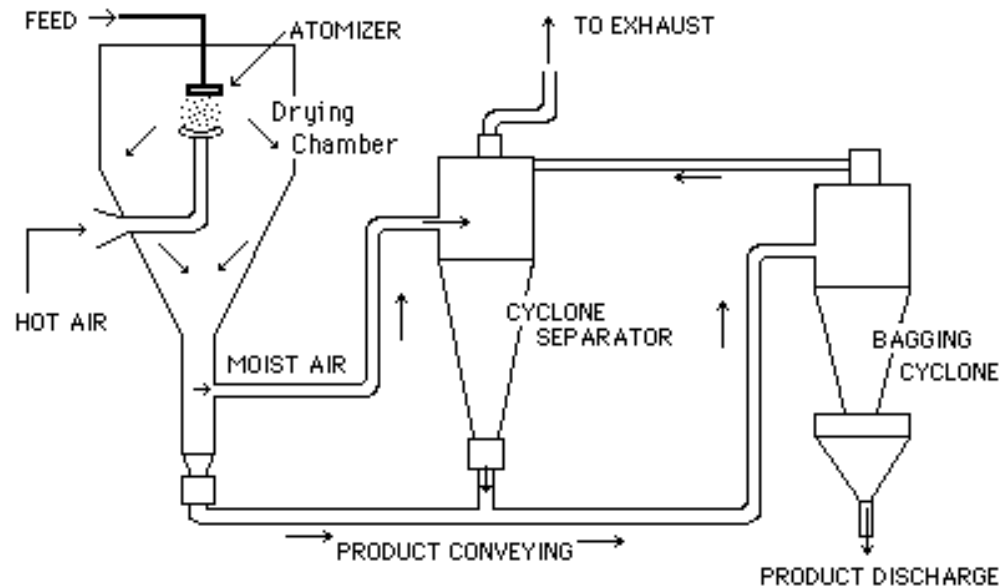 FEED
ATOMIZER
TO EXHAUST
Drying
Chamber
HOT AIR
MOIST AIR
CYCLONE
SEPARATOR
BAGGING
CYCLONE
PRODUCT CONVEYING
PRODUCT DISCHARGE